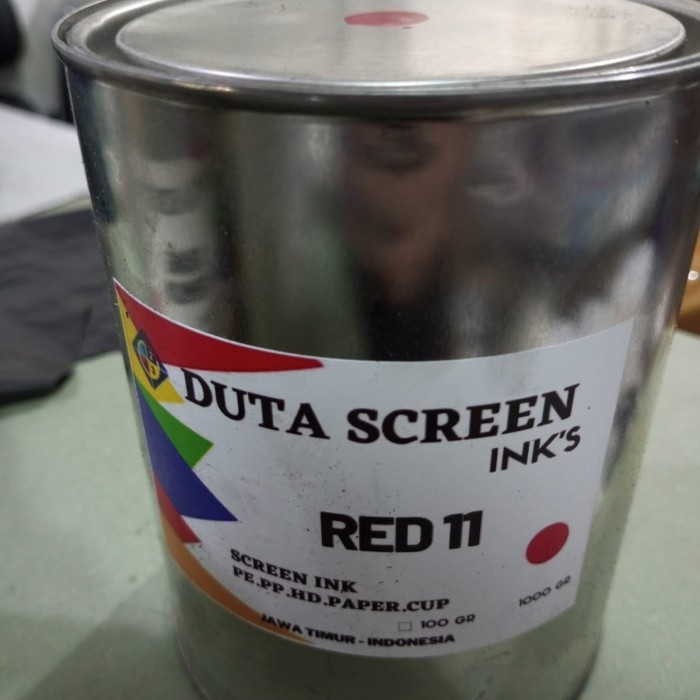 DUTA SCREEN
INK'S
RED 11
SCREEN INK
PE.PP.HD.PAPER.CUP
100 GR
1000 GR
JAWA TIMUR - INDONESIA